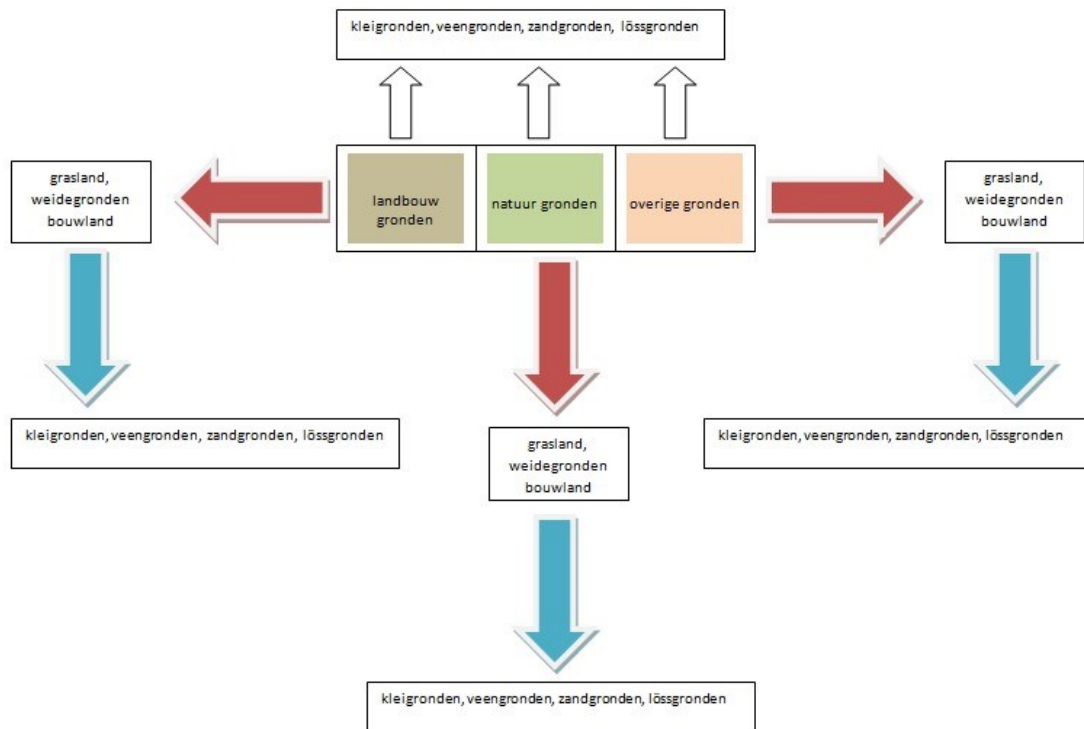 kleigronden, veengronden, zandgronden, lössgronden
landbouw
gronden
natuur gronden
overige gronden
grasland,
weidegronden
bouwland
grasland,
weidegronden
bouwland
kleigronden, veengronden, zandgronden, lössgronden
grasland,
weidegronden
bouwland
kleigronden, veengronden, zandgronden, lössgronden
kleigronden, veengronden, zandgronden, lössgronden